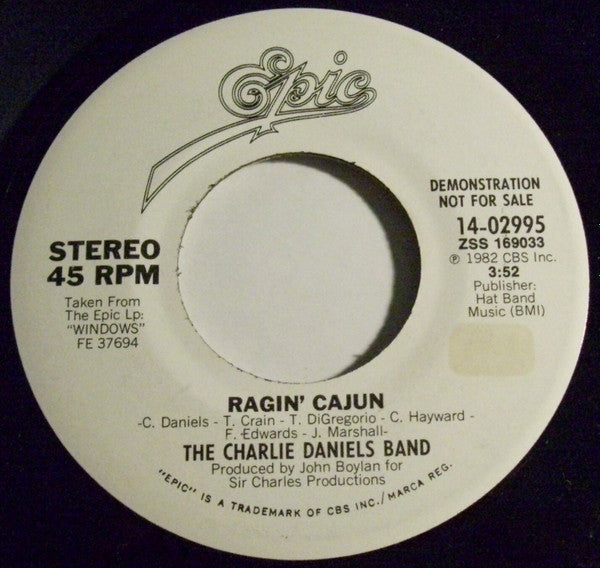 Epic
DEMONSTRATION
NOT FOR SALE
14-02995
ZSS 169033
℗ 1982 CBS Inc.
3:52
Publisher:
Hat Band
Music (BMI)
STEREO
45 RPM
Taken From
The Epic Lp:
"WINDOWS"
FE 37694
RAGIN' CAJUN
-C. Daniels - T. Crain - T. DiGregorio - C. Hayward -
F. Edwards - J. Marshall-
THE CHARLIE DANIELS BAND
Produced by John Boylan for
Sir Charles Productions
"EPIC" IS A TRADEMARK OF CBS INC./MARCA REG.